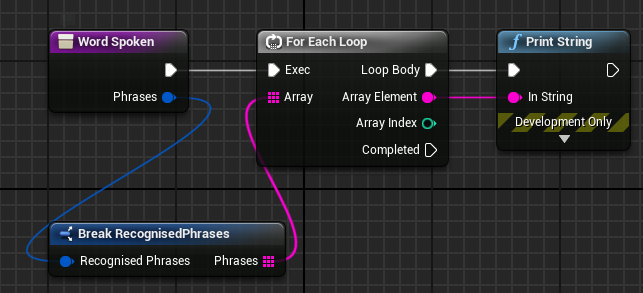 Word Spoken
Phrases
For Each Loop
Exec
Loop Body
Array
Array Element
Array Index
Completed
f Print String
In String
Development Only
Break RecognisedPhrases
Recognised Phrases
Phrases